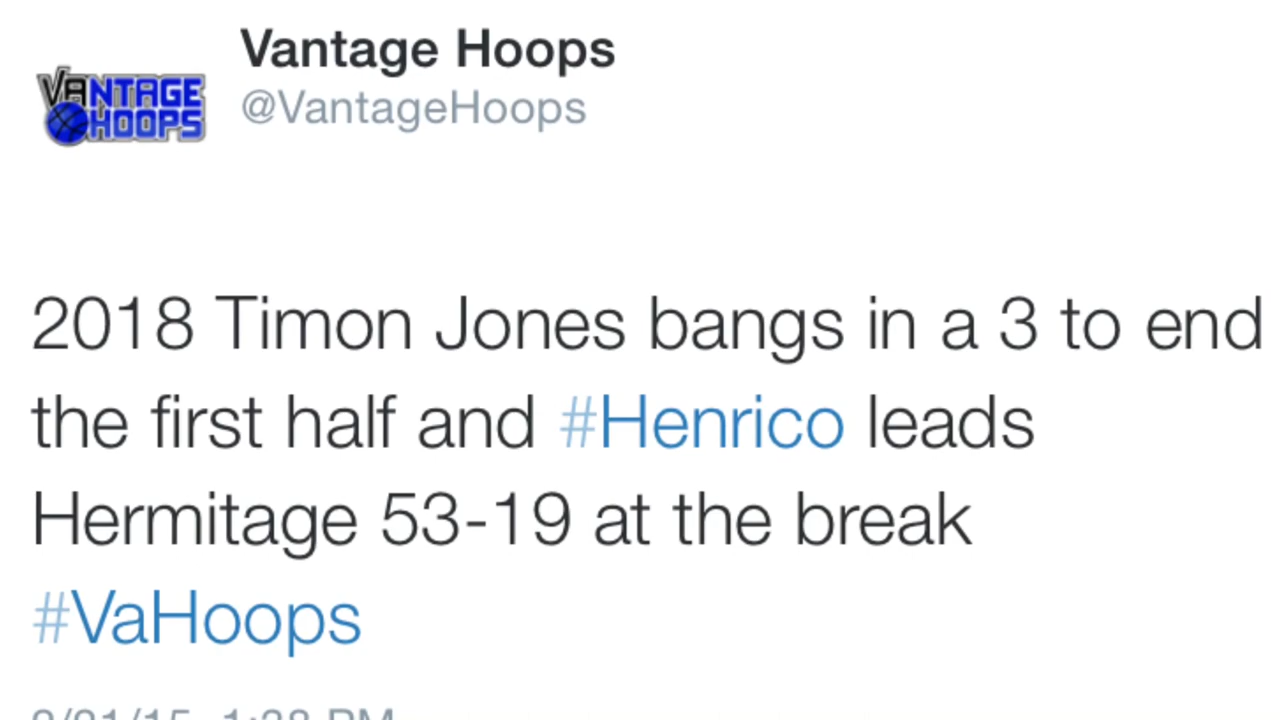 VANTAGE
HOOPS
Vantage Hoops
@VantageHoops
2018 Timon Jones bangs in a 3 to end
the first half and #Henrico leads
Hermitage 53-19 at the break
#VaHoops